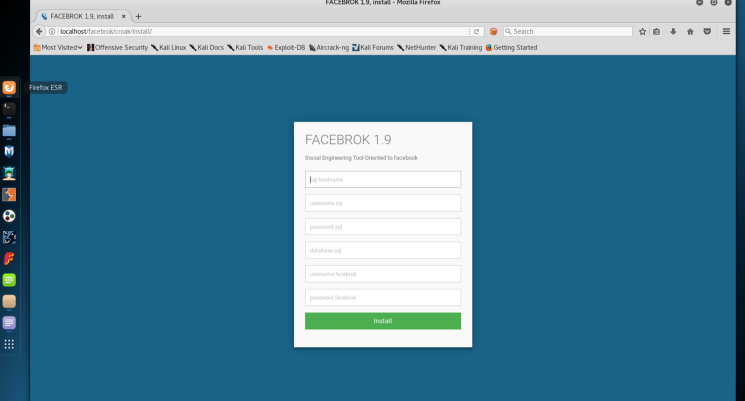 FACEBROK 1.9, install - Mozilla Firefox
FACEBROK 1.9, install × +
localhost/facebrok/croak/install/
Search
Most Visited Offensive Security Kali Linux Kali Docs Kali Tools Exploit-DB Aircrack-ng Kali Forums NetHunter Kali Training Getting Started
Firefox ESR
FACEBROK 1.9
Social Engineering Tool Oriented to facebook
sql hostname
username sql
password sql
database sql
username facebrok
password facebrok
Install